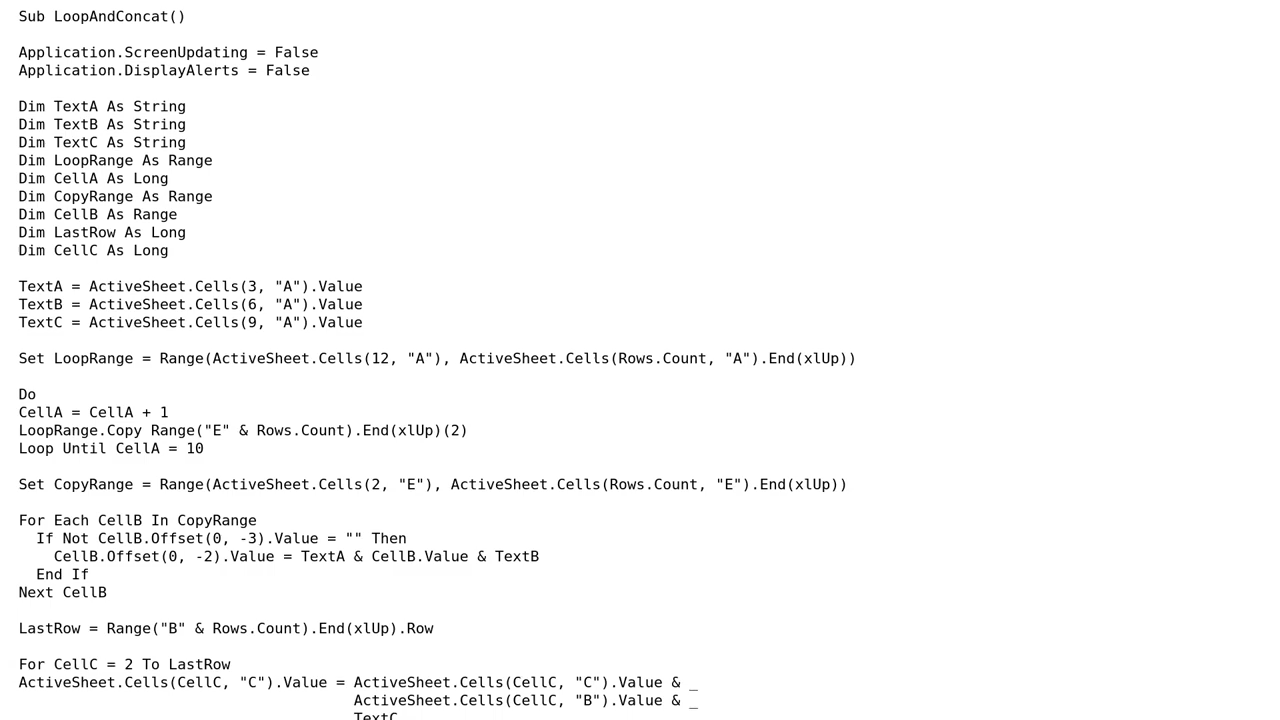 Sub LoopAndConcat()
Application.ScreenUpdating = False
Application.DisplayAlerts = False
Dim TextA As String
Dim TextB As String
Dim TextC As String
Dim LoopRange As Range
Dim CellA As Long
Dim CopyRange As Range
Dim CellB As Range
Dim LastRow As Long
Dim CellC As Long
TextA = ActiveSheet.Cells(3, "A").Value
TextB = ActiveSheet.Cells(6, "A").Value
TextC = ActiveSheet.Cells(9, "A").Value
Set LoopRange = Range(ActiveSheet.Cells(12, "A"), ActiveSheet.Cells(Rows.Count, "A").End(xlUp))
Do
CellA = CellA + 1
LoopRange.Copy Range("E" & Rows.Count).End(xlUp)(2)
Loop Until CellA = 10
Set CopyRange = Range(ActiveSheet.Cells(2, "E"), ActiveSheet.Cells(Rows.Count, "E").End(xlUp))
For Each CellB In CopyRange
  If Not CellB.Offset(0, -3).Value = "" Then
    CellB.Offset(0, -2).Value = TextA & CellB.Value & TextB
  End If
Next CellB
LastRow = Range("B" & Rows.Count).End(xlUp).Row
For CellC = 2 To LastRow
ActiveSheet.Cells(CellC, "C").Value = ActiveSheet.Cells(CellC, "C").Value & _
                                      ActiveSheet.Cells(CellC, "B").Value & _
                                      TextC